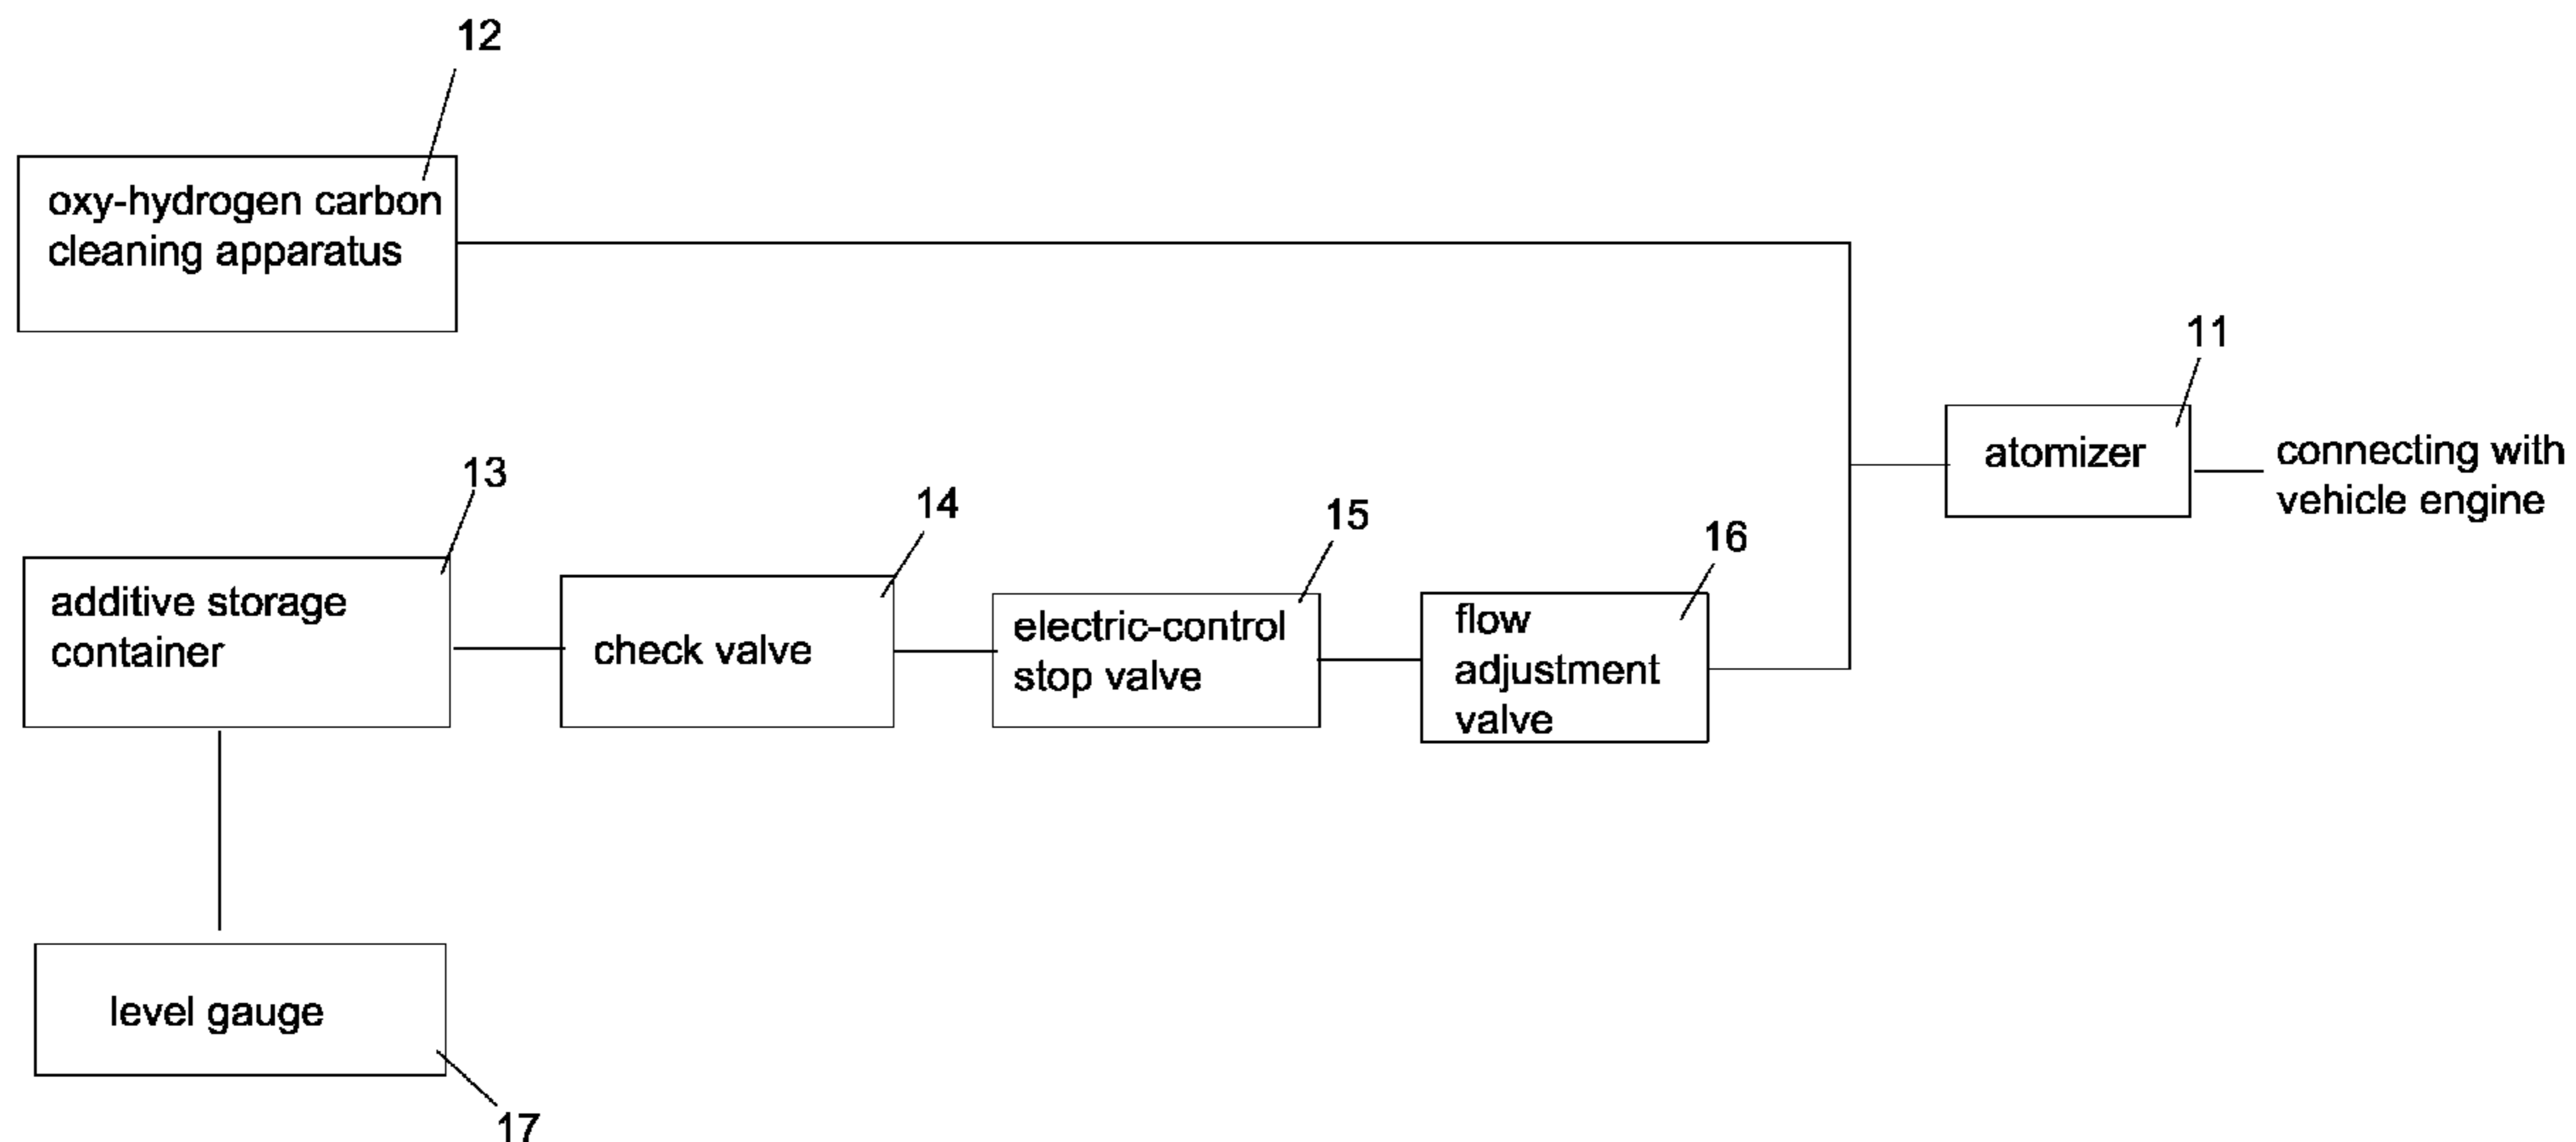 12
oxy-hydrogen carbon
cleaning apparatus
11
atomizer
connecting with
vehicle engine
13
additive storage
container
14
check valve
15
electric-control
stop valve
16
flow
adjustment
valve
level gauge
17